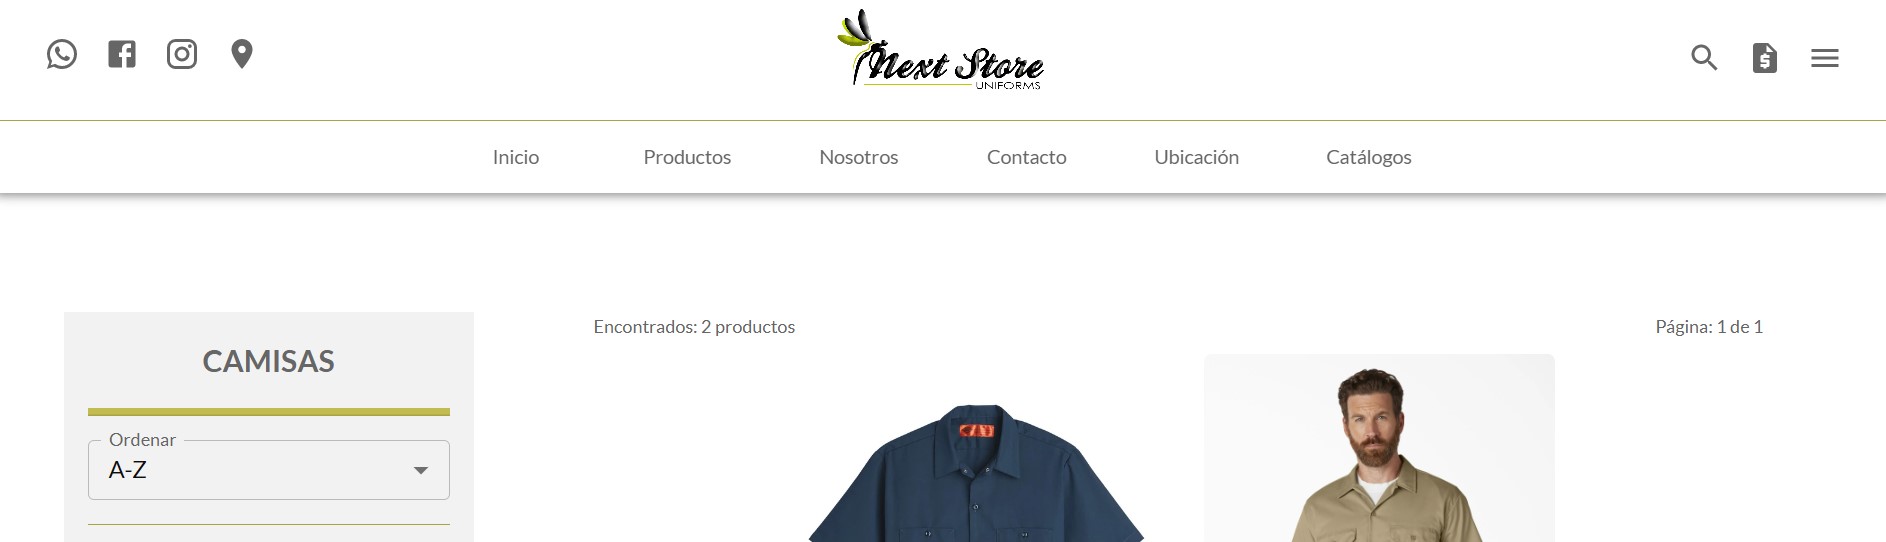 Next Store
UNIFORMS
Inicio
Productos
Nosotros
Contacto
Ubicación
Catálogos
CAMISAS
Ordenar
A-Z
Encontrados: 2 productos
Página: 1 de 1